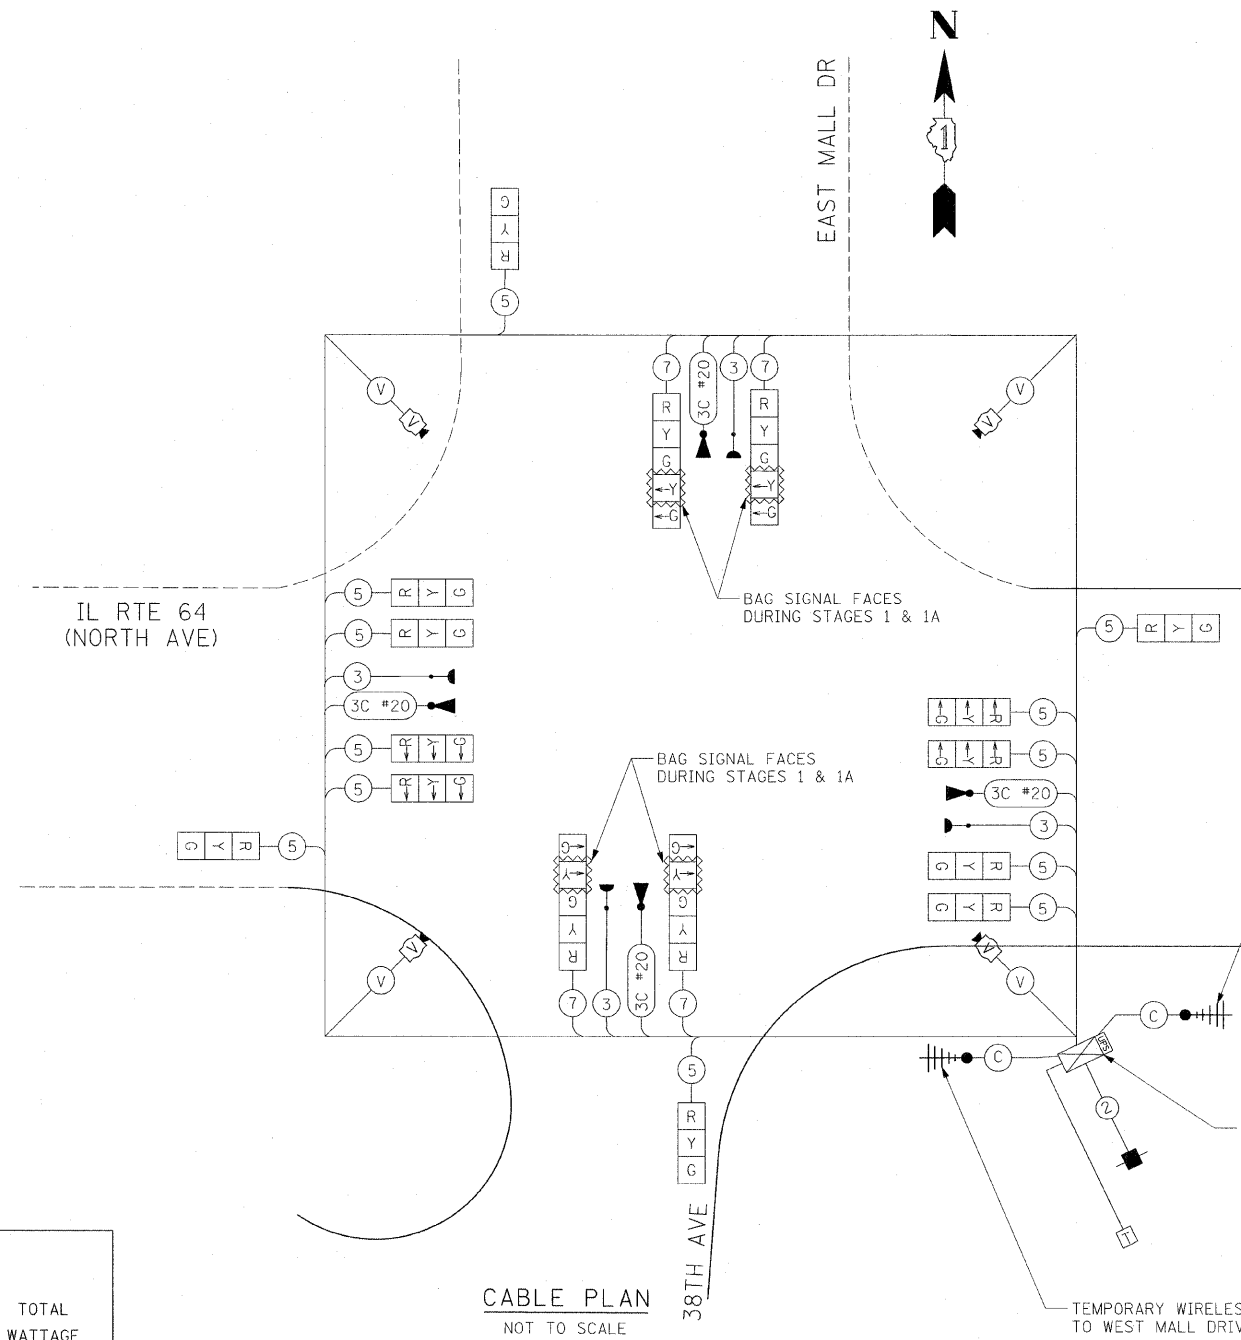 N
1
EAST MALL DR
G
Y
R
5
V
V
V
V
7
3C #20
3
7
R
Y
G
←Y
←G
R
Y
G
←Y
←G
BAG SIGNAL FACES
DURING STAGES 1 & 1A
IL RTE 64
(NORTH AVE)
5 R Y G
5 R Y G
3
3C #20
5 R Y G
5 R Y G
5 R Y G
G Y R 5
G Y R 5
3C #20
3
G Y R 5
G Y R 5
BAG SIGNAL FACES
DURING STAGES 1 & 1A
G Y R 5
G
Y
G
Y
R
7
3
3C #20
G
Y
G
Y
R
7
V
V
V
V
5
R
Y
G
C
C
UPS
2
T
38TH AVE
CABLE PLAN
NOT TO SCALE
TOTAL
WATTAGE
TEMPORARY WIRELES
TO WEST MALL DRIV